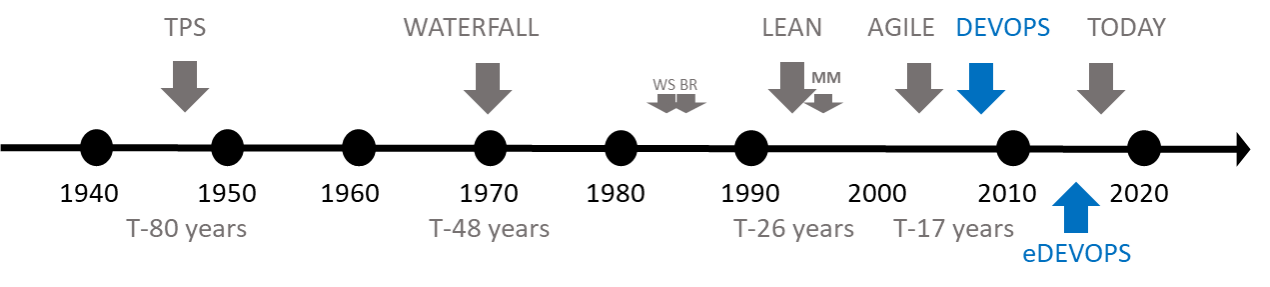 TPS WATERFALL LEAN AGILE DEVOPS TODAY
WS BR MM
1940 1950 1960 1970 1980 1990 2000 2010 2020
T-80 years T-48 years T-26 years T-17 years
eDEVOPS